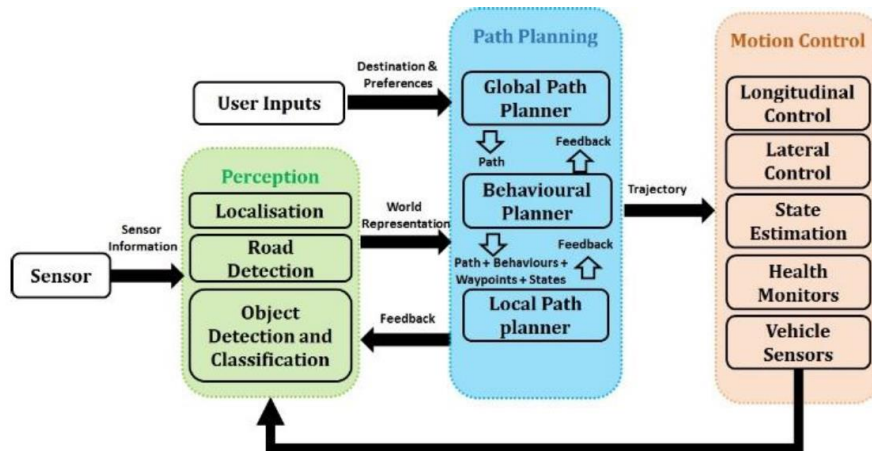 Path Planning
Motion Control
Destination &
Preferences
User Inputs
Global Path
Planner
Longitudinal
Control
Path
Feedback
Lateral
Control
Perception
Localisation
World
Representation
Behavioural
Planner
Trajectory
State
Estimation
Sensor
Information
Sensor
Road
Detection
Feedback
Path + Behaviours +
Waypoints + States
Health
Monitors
Object
Detection and
Classification
Feedback
Local Path
planner
Vehicle
Sensors